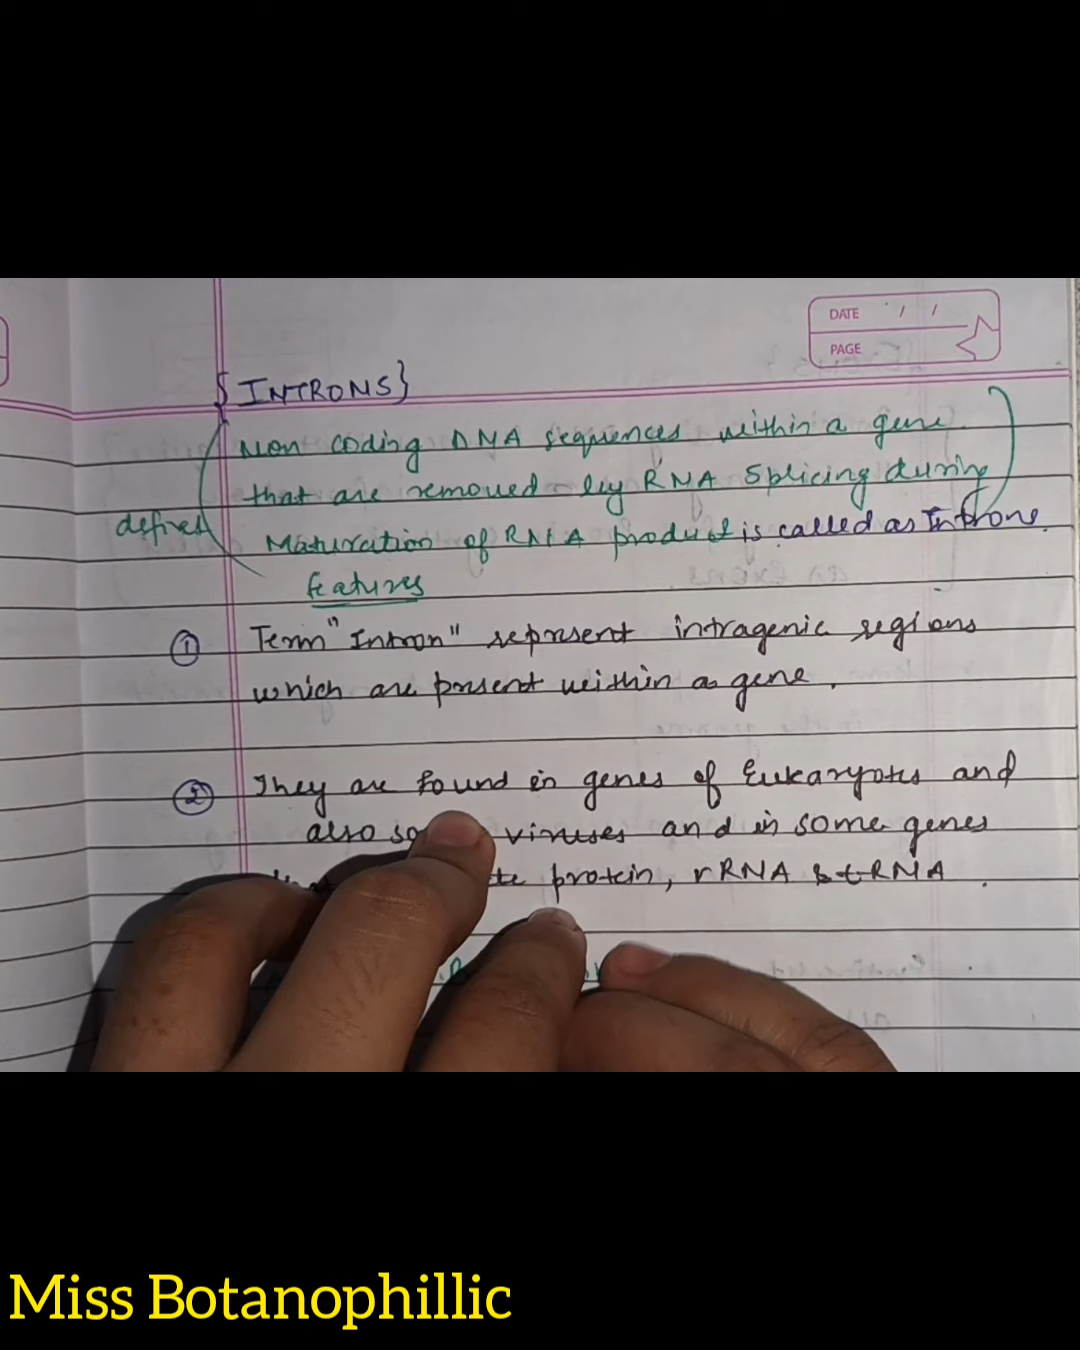 DATE / /
PAGE
{INTRONS}
Non coding DNA sequences within a gene.
that are removed by RNA Splicing during
defined Maturation of RNA product is called as Introns.
features
① Term "Intron" represent intragenic regions
which are present within a gene.
② They are found in genes of Eukaryotes and
also viruses and in some genes
protein, rRNA & tRNA.
Miss Botanophillic